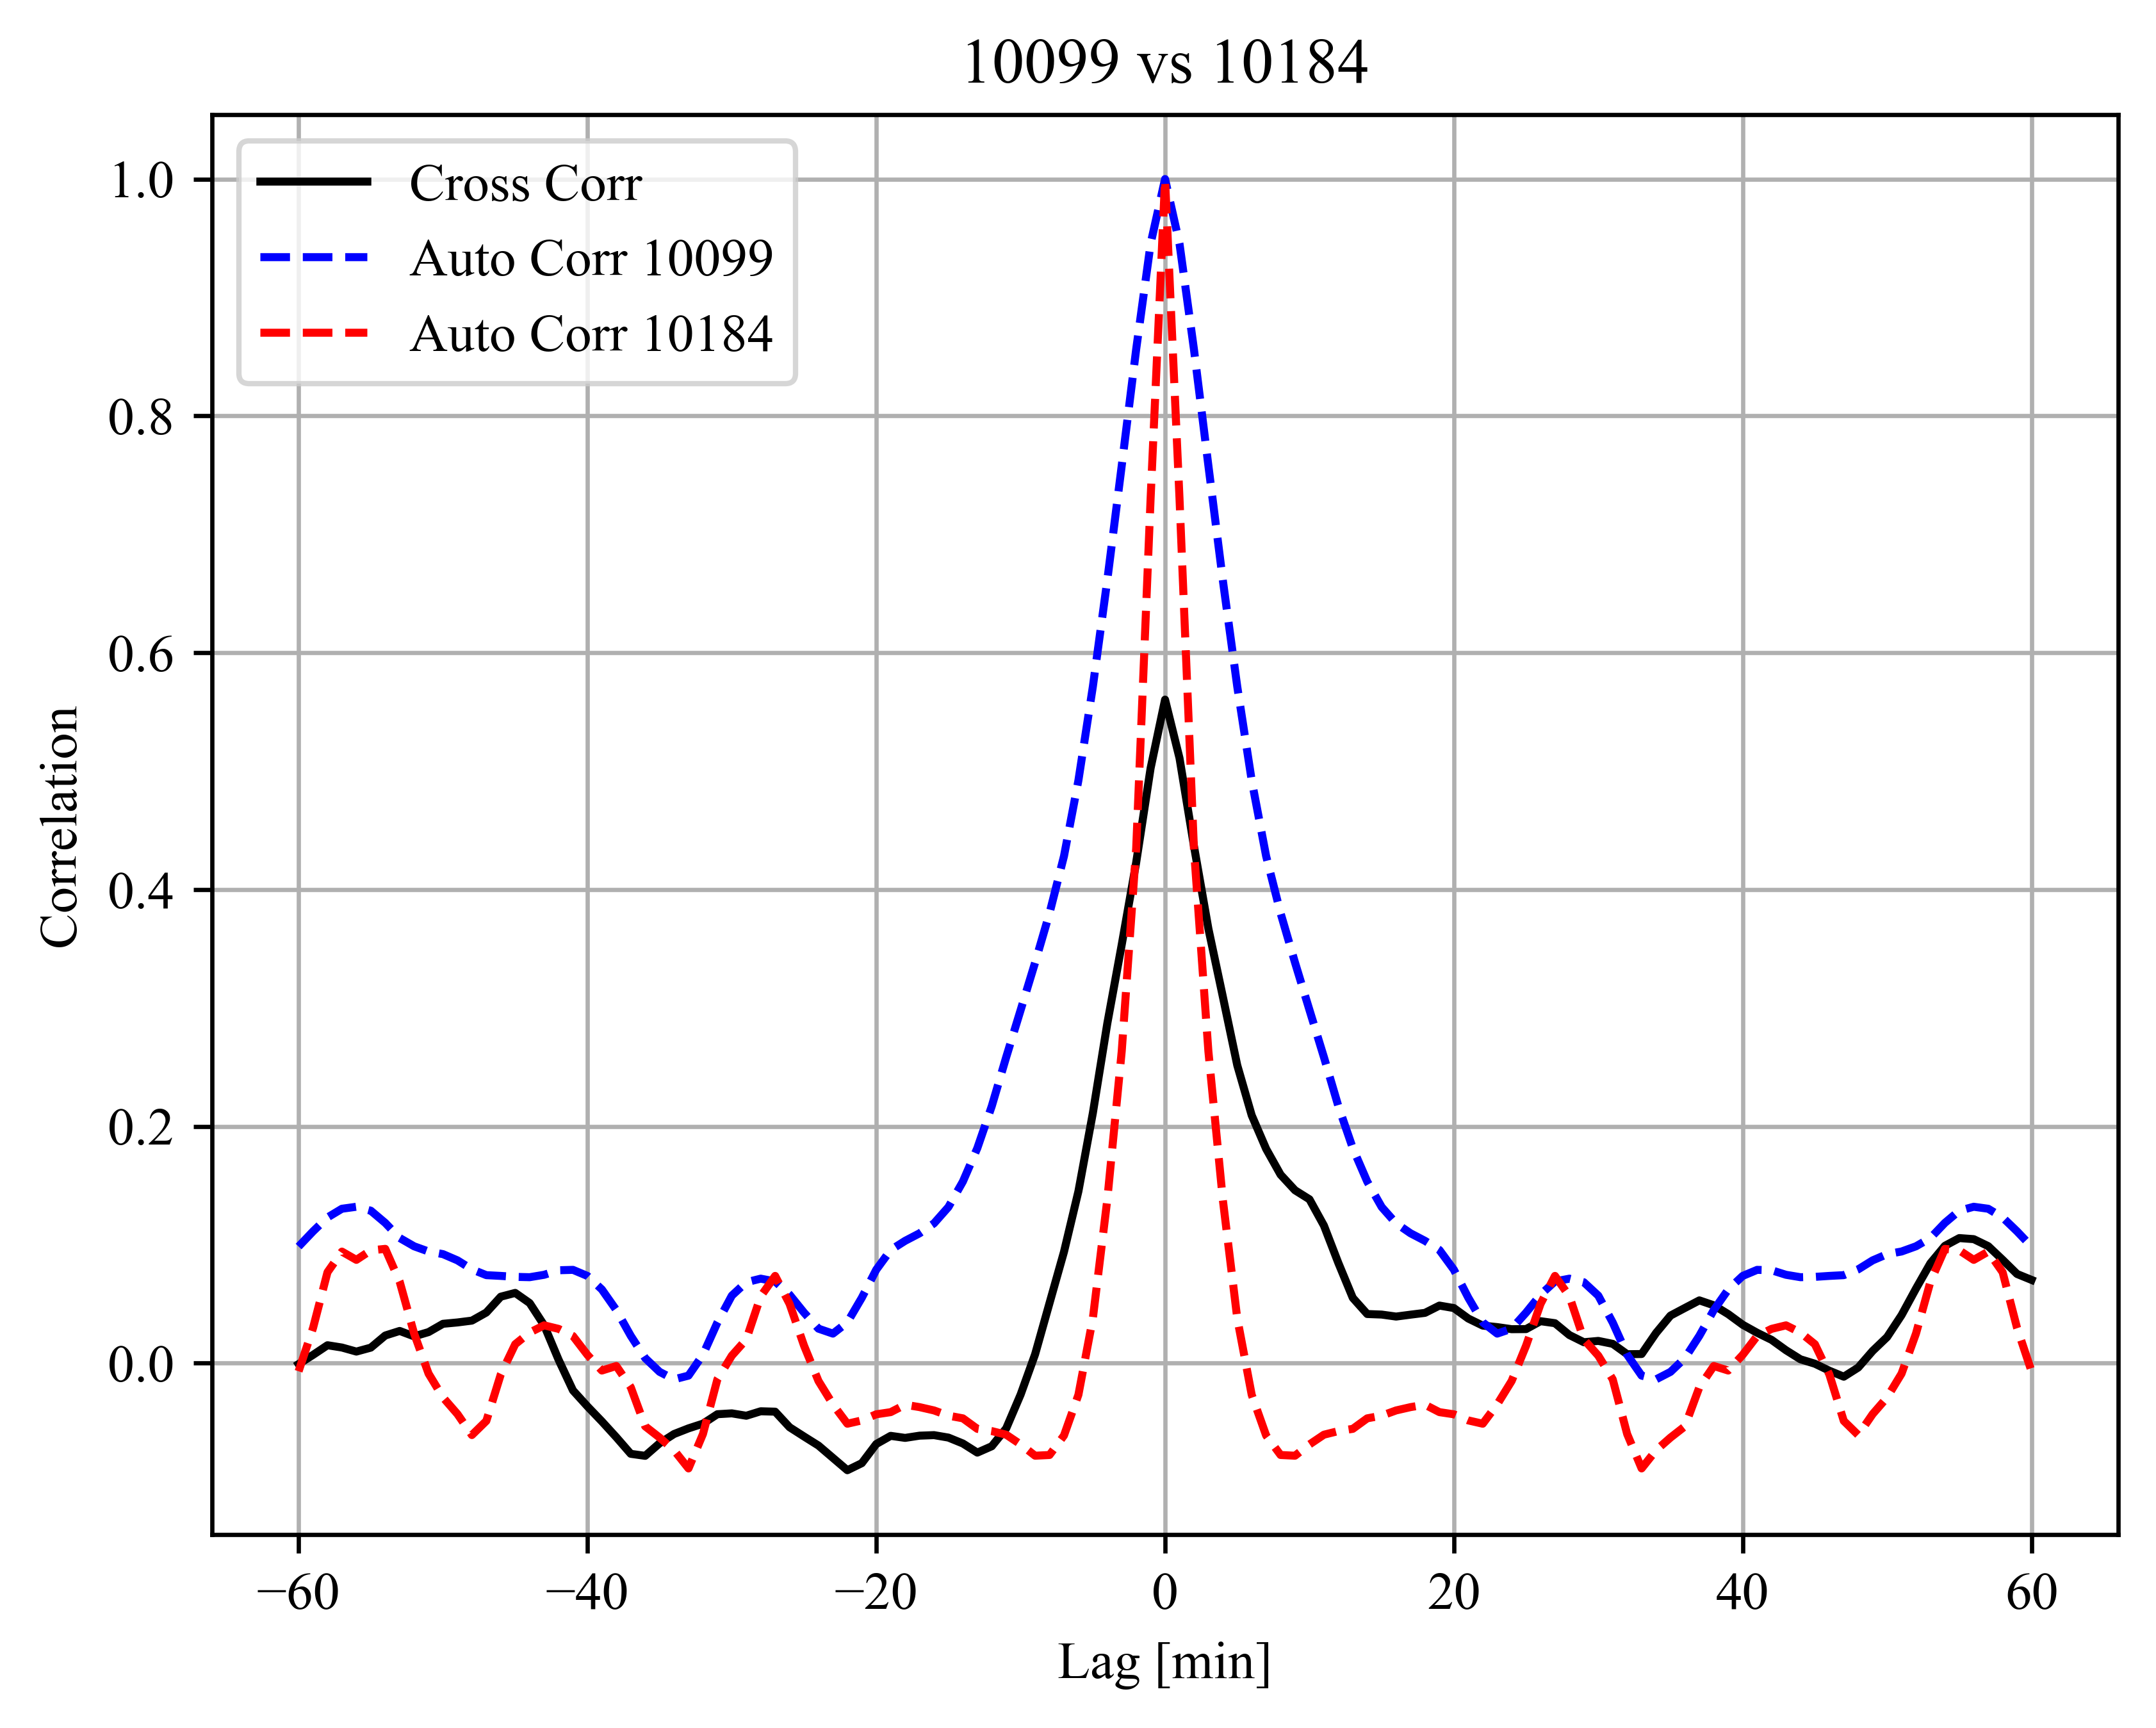 10099 vs 10184
Cross Corr
Auto Corr 10099
Auto Corr 10184
1.0
0.8
0.6
0.4
0.2
0.0
Correlation
−60
−40
−20
0
20
40
60
Lag [min]